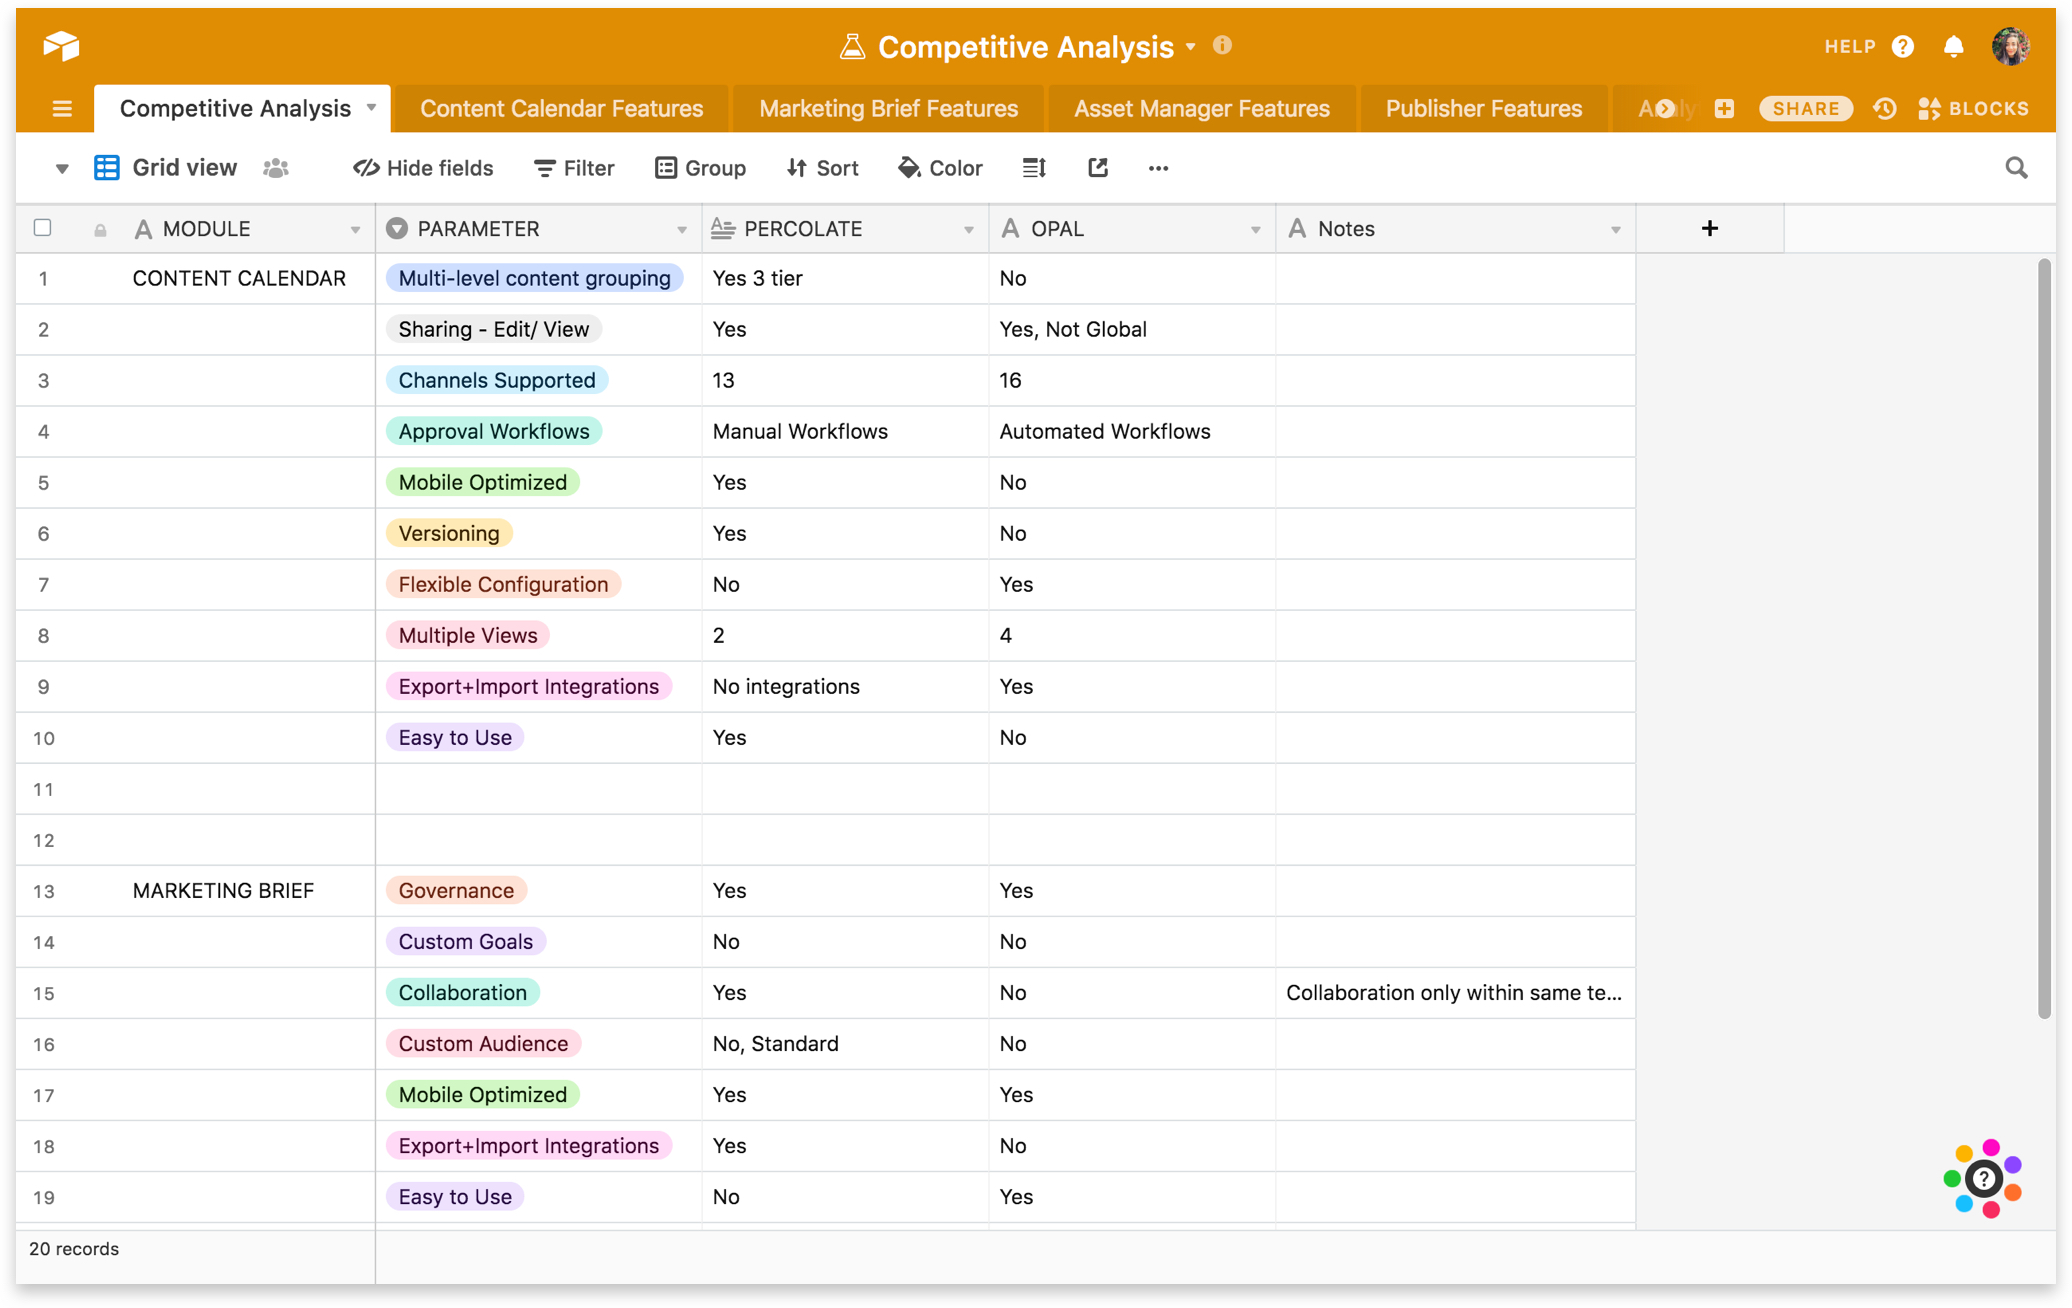 Competitive Analysis
HELP
Competitive Analysis Content Calendar Features Marketing Brief Features Asset Manager Features Publisher Features SHARE BLOCKS
Grid view Hide fields Filter Group Sort Color
A MODULE PARAMETER A PERCOLATE A OPAL A Notes +
1 CONTENT CALENDAR Multi-level content grouping Yes 3 tier No
2 Sharing - Edit/ View Yes Yes, Not Global
3 Channels Supported 13 16
4 Approval Workflows Manual Workflows Automated Workflows
5 Mobile Optimized Yes No
6 Versioning Yes No
7 Flexible Configuration No Yes
8 Multiple Views 2 4
9 Export+Import Integrations No integrations Yes
10 Easy to Use Yes No
11
12
13 MARKETING BRIEF Governance Yes Yes
14 Custom Goals No No
15 Collaboration Yes No Collaboration only within same te...
16 Custom Audience No, Standard No
17 Mobile Optimized Yes Yes
18 Export+Import Integrations Yes No
19 Easy to Use No Yes
20 records